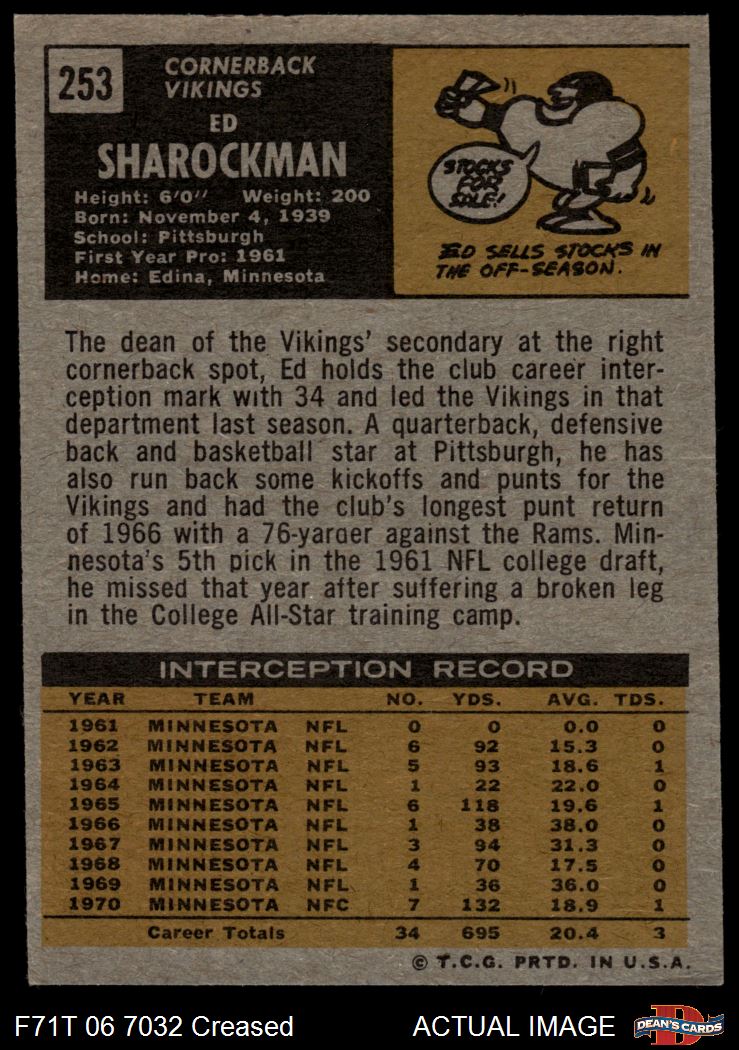 253
CORNERBACK
VIKINGS
ED
SHAROCKMAN
Height: 6'0" Weight: 200
Born: November 4, 1939
School: Pittsburgh
First Year Pro: 1961
Home: Edina, Minnesota
STOCKS
FOR
SALE!
ED SELLS STOCKS IN
THE OFF-SEASON.
The dean of the Vikings' secondary at the right
cornerback spot, Ed holds the club career inter-
ception mark with 34 and led the Vikings in that
department last season. A quarterback, defensive
back and basketball star at Pittsburgh, he has
also run back some kickoffs and punts for the
Vikings and had the club's longest punt return
of 1966 with a 76-yarder against the Rams. Min-
nesota's 5th pick in the 1961 NFL college draft,
he missed that year after suffering a broken leg
in the College All-Star training camp.
INTERCEPTION RECORD
YEAR TEAM NO. YDS. AVG. TDS.
1961 MINNESOTA NFL 0 0 0.0 0
1962 MINNESOTA NFL 6 92 15.3 0
1963 MINNESOTA NFL 5 93 18.6 1
1964 MINNESOTA NFL 1 22 22.0 0
1965 MINNESOTA NFL 6 118 19.6 1
1966 MINNESOTA NFL 1 38 38.0 0
1967 MINNESOTA NFL 3 94 31.3 0
1968 MINNESOTA NFL 4 70 17.5 0
1969 MINNESOTA NFL 1 36 36.0 0
1970 MINNESOTA NFC 7 132 18.9 1
Career Totals 34 695 20.4 3
© T.C.G. PRTD. IN U.S.A.
F71T 06 7032 Creased ACTUAL IMAGE
D
DEAN'S CARDS